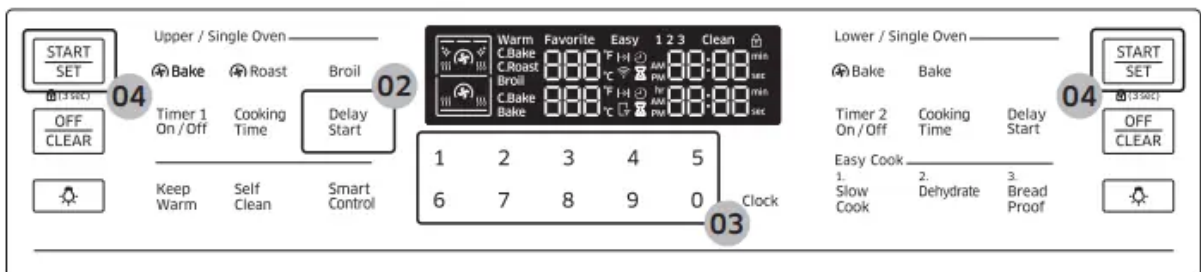 START
SET
(3 sec)
04
OFF
CLEAR
Upper / Single Oven
Bake Roast Broil
02
Timer 1
On / Off
Cooking
Time
Delay
Start
Keep
Warm
Self
Clean
Smart
Control
Warm Favorite Easy 1 2 3 Clean
C.Bake
C.Roast
Broil
88:88 °F °C AM PM 88:88 min sec
C.Bake
Bake
888 °F °C hr AM PM 88:88 min sec
1 2 3 4 5
6 7 8 9 0 Clock
03
Lower / Single Oven
Bake Bake
Timer 2
On / Off
Cooking
Time
Delay
Start
Easy Cook
1.
Slow
Cook
2.
Dehydrate
3.
Bread
Proof
START
SET
04
(3 sec)
OFF
CLEAR